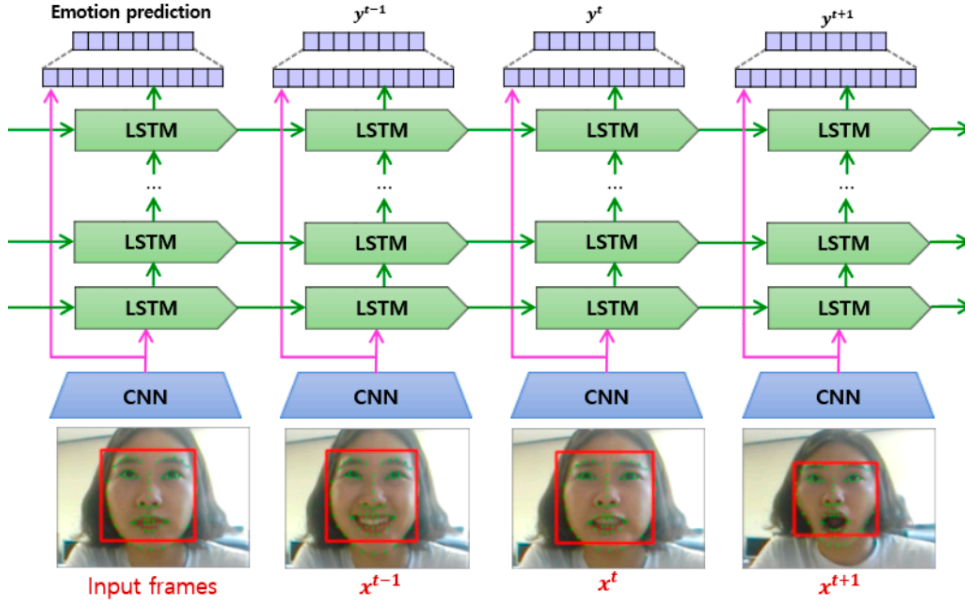 Emotion prediction
y^{t-1}
y^t
y^{t+1}
LSTM LSTM LSTM LSTM
... ... ... ...
LSTM LSTM LSTM LSTM
LSTM LSTM LSTM LSTM
CNN CNN CNN CNN
Input frames
x^{t-1}
x^t
x^{t+1}